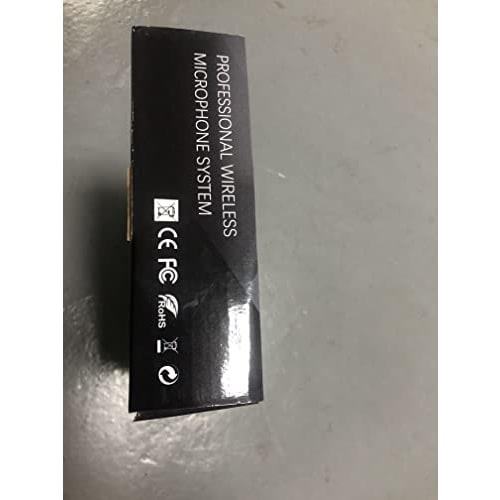 PROFESSIONAL WIRELESS
MICROPHONE SYSTEM
CE FC
RoHS